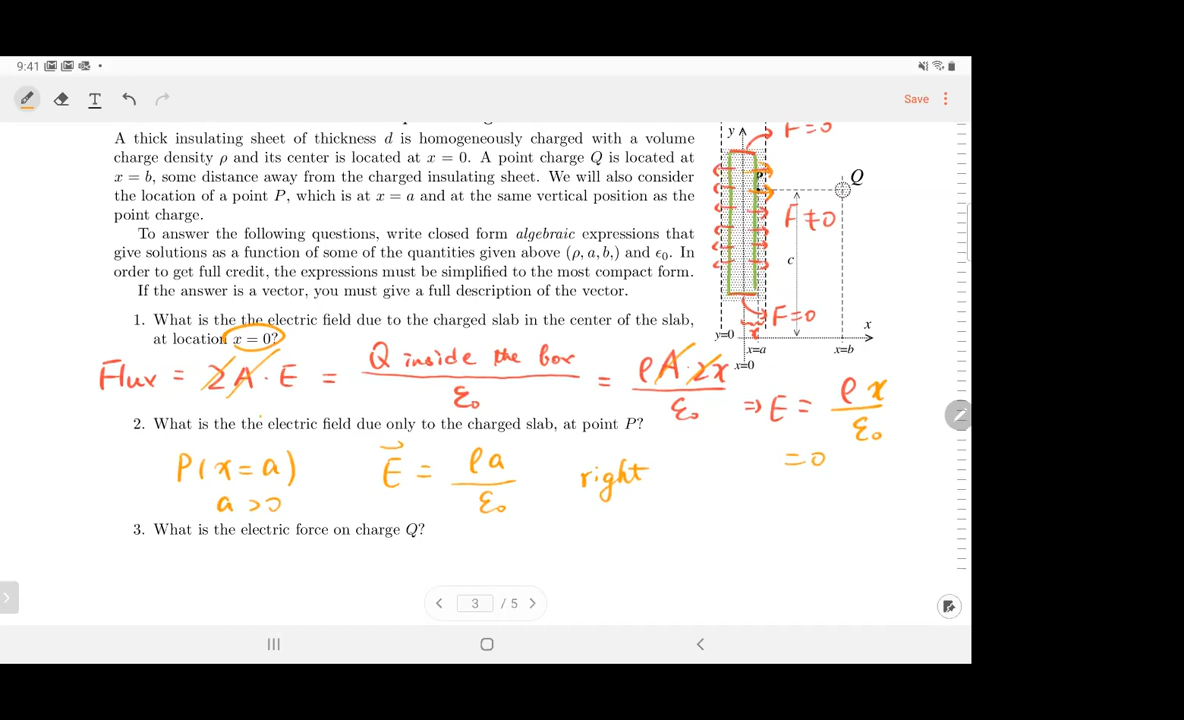 9:41
Save
T
A thick insulating sheet of thickness d is homogeneously charged with a volume
charge density ρ and its center is located at x = 0. A point charge Q is located at
x = b, some distance away from the charged insulating sheet. We will also consider
the location of a point P, which is at x = a and at the same vertical position as the
point charge.
To answer the following questions, write closed form algebraic expressions that
give solutions as a function of some of the quantities given above (ρ, a, b,) and ϵ₀. In
order to get full credit, the expressions must be simplified to the most compact form.
If the answer is a vector, you must give a full description of the vector.
1. What is the the electric field due to the charged slab in the center of the slab,
at location x = 0?
y
F=0
P
Q
F≠0
c
F=0
x
y=0
x
x=a
x=b
x=0
Flux = 2A · E = Q inside the box / ε₀ = ρA·2x / ε₀ ⇒ E = ρx / ε₀
= 0
2. What is the the electric field due only to the charged slab, at point P?
P(x=a) E⃗ = ρa / ε₀ right
a >0
3. What is the electric force on charge Q?
3 / 5